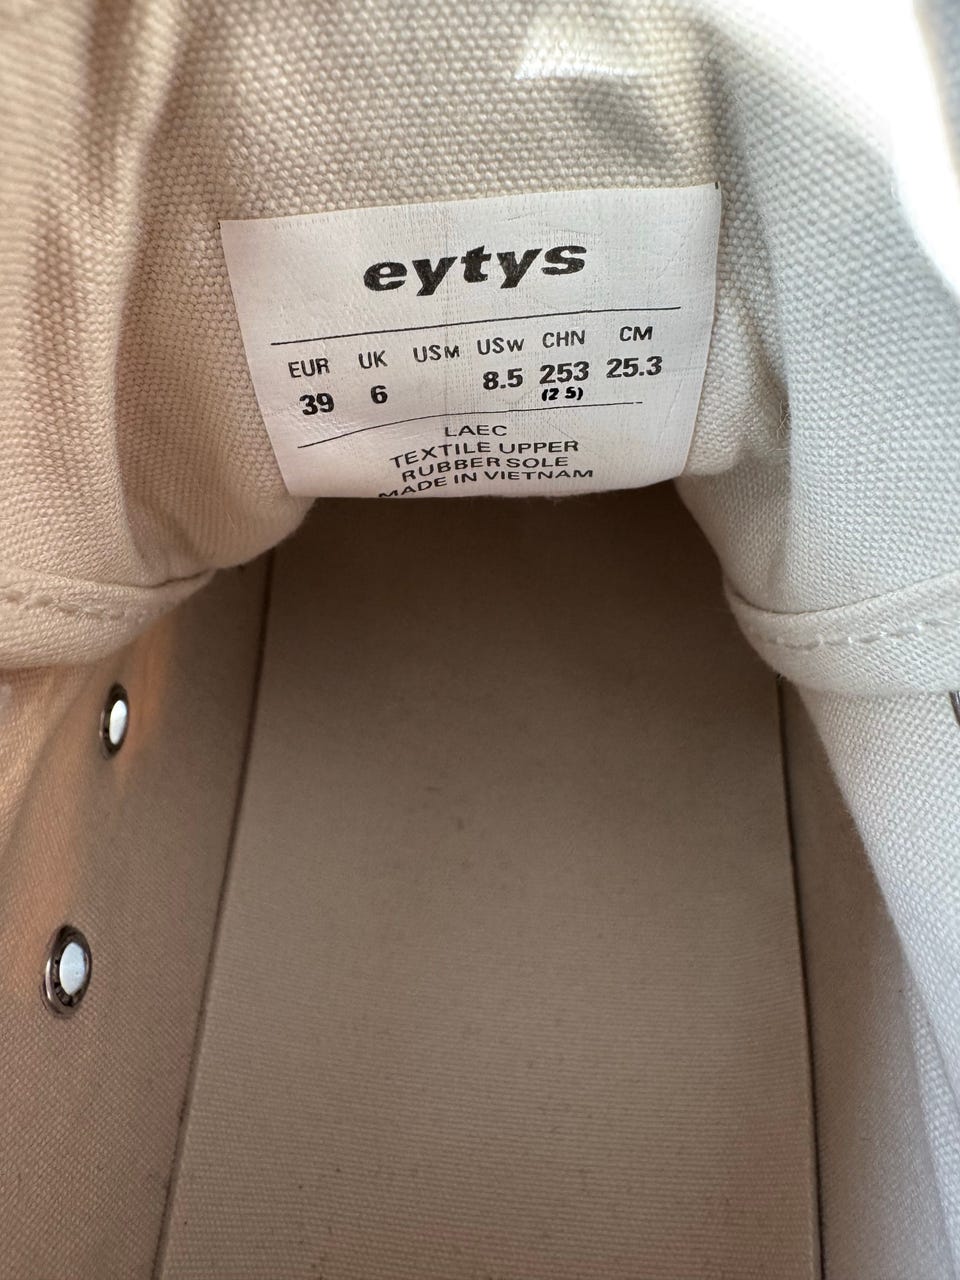 eytys
EUR UK USM USW CHN CM
39 6 8.5 253 25.3
(2 5)
LAEC
TEXTILE UPPER
RUBBER SOLE
MADE IN VIETNAM